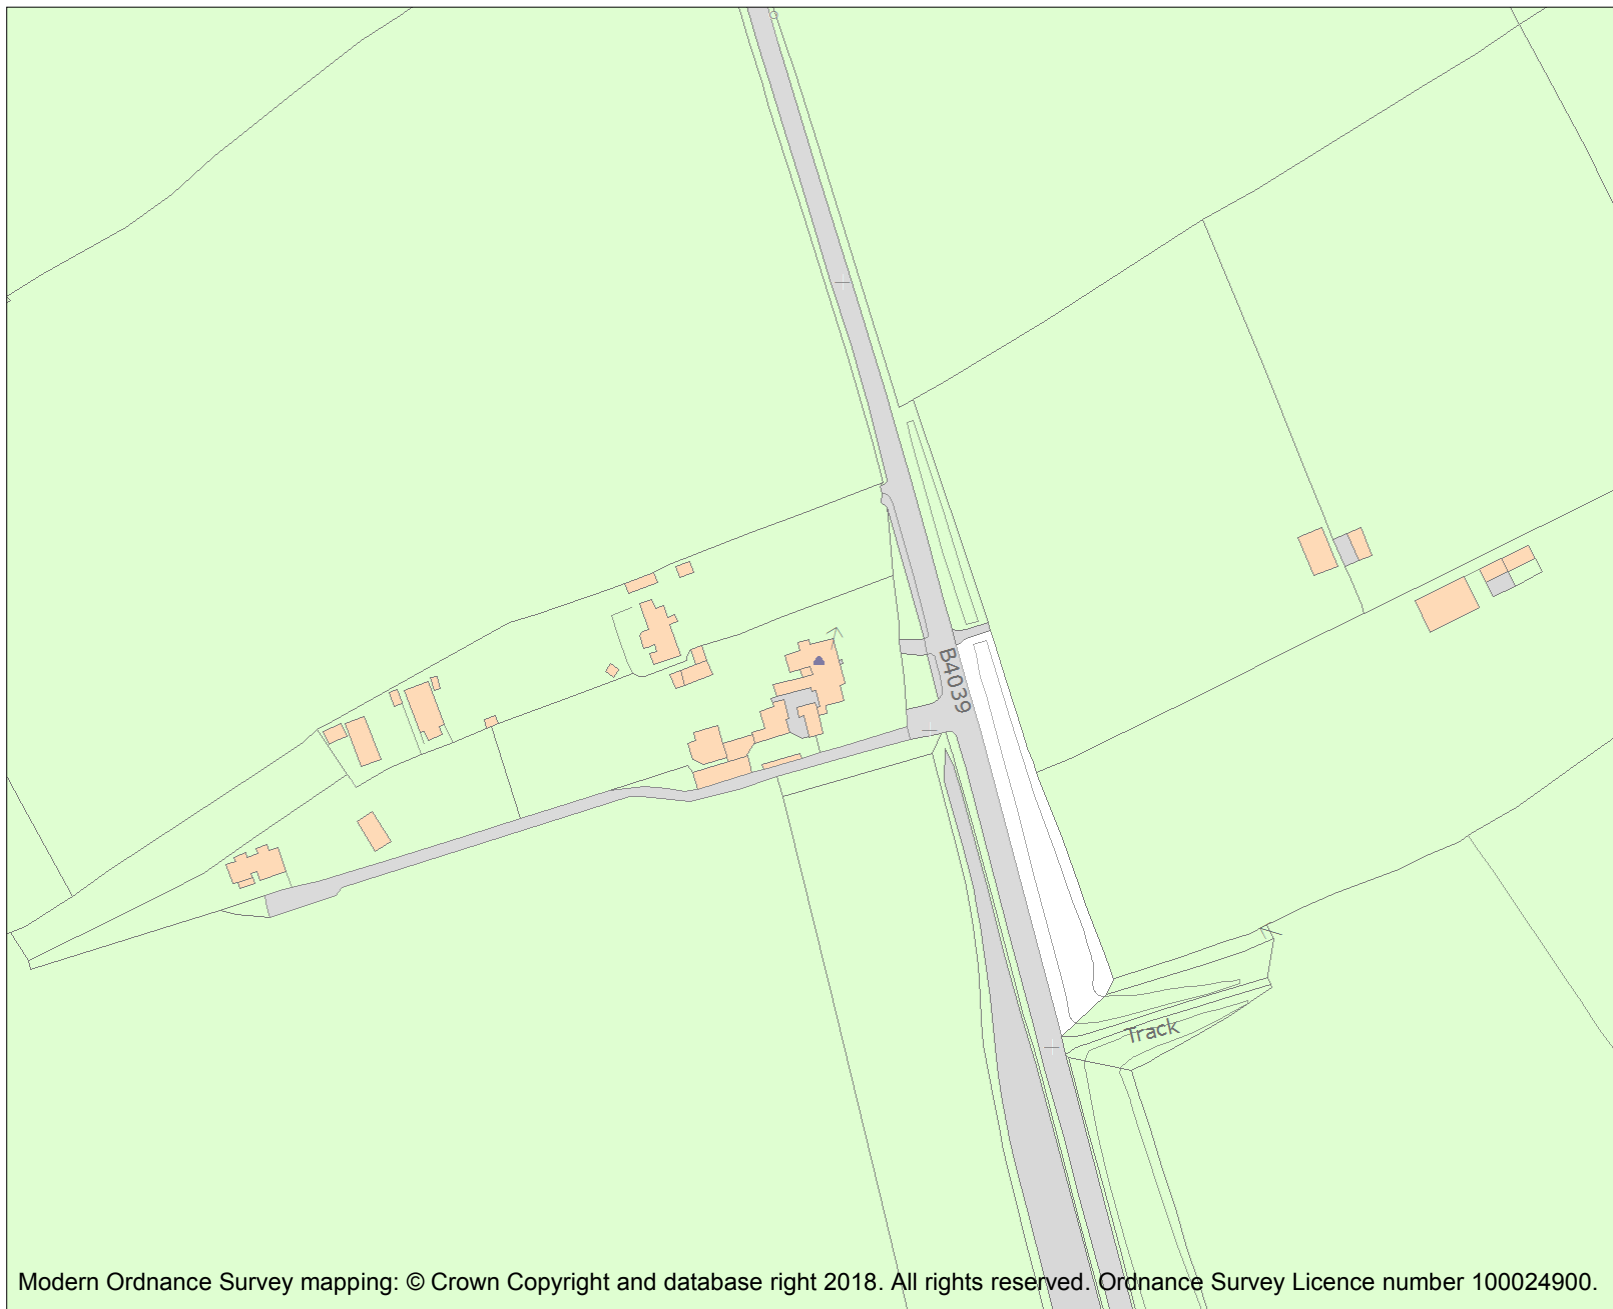 B4039
Track
Modern Ordnance Survey mapping: © Crown Copyright and database right 2018. All rights reserved. Ordnance Survey Licence number 100024900.